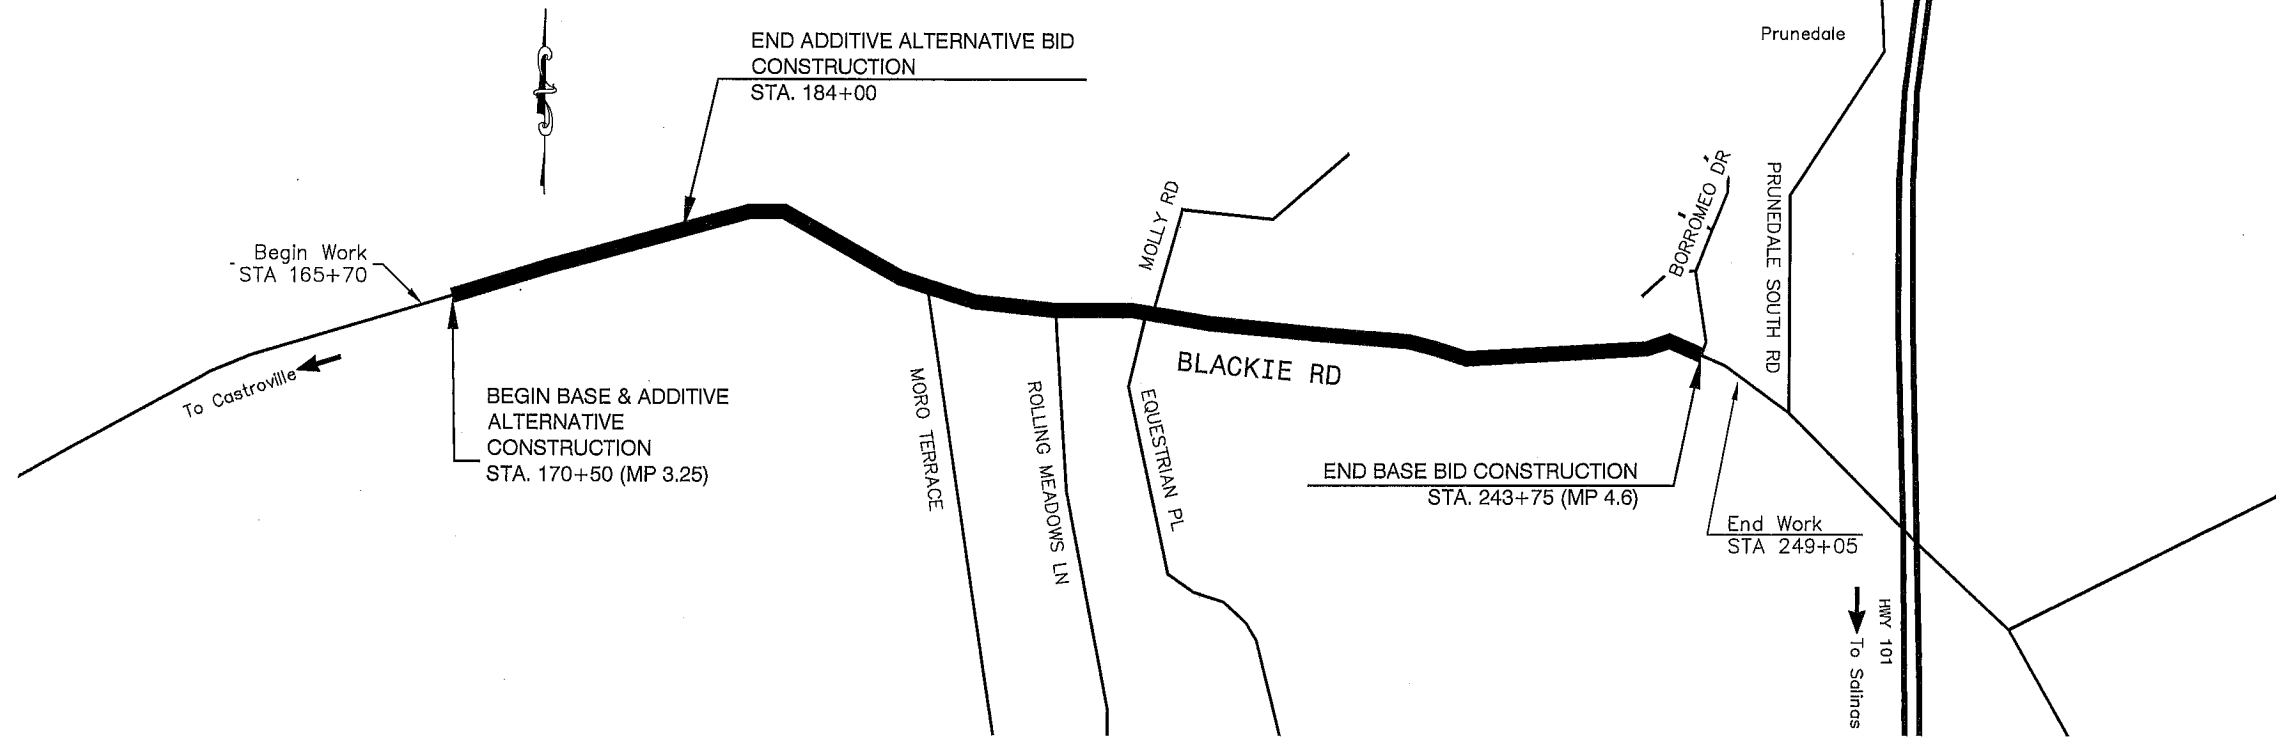 END ADDITIVE ALTERNATIVE BID
CONSTRUCTION
STA. 184+00
Prunedale
Begin Work
STA 165+70
To Castroville
BEGIN BASE & ADDITIVE
ALTERNATIVE
CONSTRUCTION
STA. 170+50 (MP 3.25)
MORO TERRACE
ROLLING MEADOWS LN
MOLLY RD
EQUESTRIAN PL
BLACKIE RD
BORROMEO DR
PRUNEDALE SOUTH RD
END BASE BID CONSTRUCTION
STA. 243+75 (MP 4.6)
End Work
STA 249+05
HWY 101
To Salinas